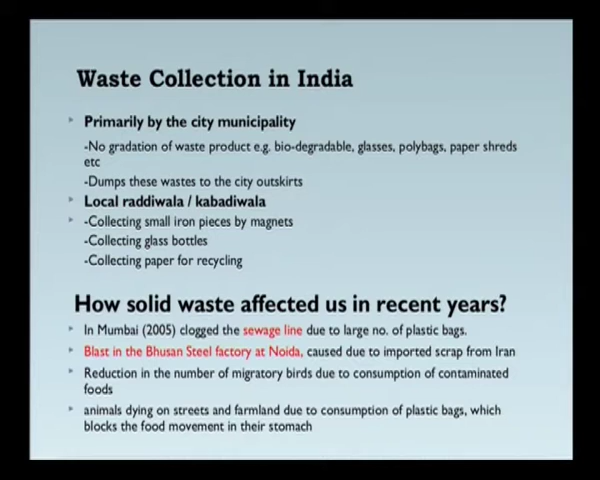 Waste Collection in India
Primarily by the city municipality
-No gradation of waste product e.g. bio-degradable, glasses, polybags, paper shreds
etc
-Dumps these wastes to the city outskirts
Local raddiwala / kabadiwala
-Collecting small iron pieces by magnets
-Collecting glass bottles
-Collecting paper for recycling
How solid waste affected us in recent years?
In Mumbai (2005) clogged the sewage line due to large no. of plastic bags.
Blast in the Bhusan Steel factory at Noida, caused due to imported scrap from Iran
Reduction in the number of migratory birds due to consumption of contaminated
foods
animals dying on streets and farmland due to consumption of plastic bags, which
blocks the food movement in their stomach